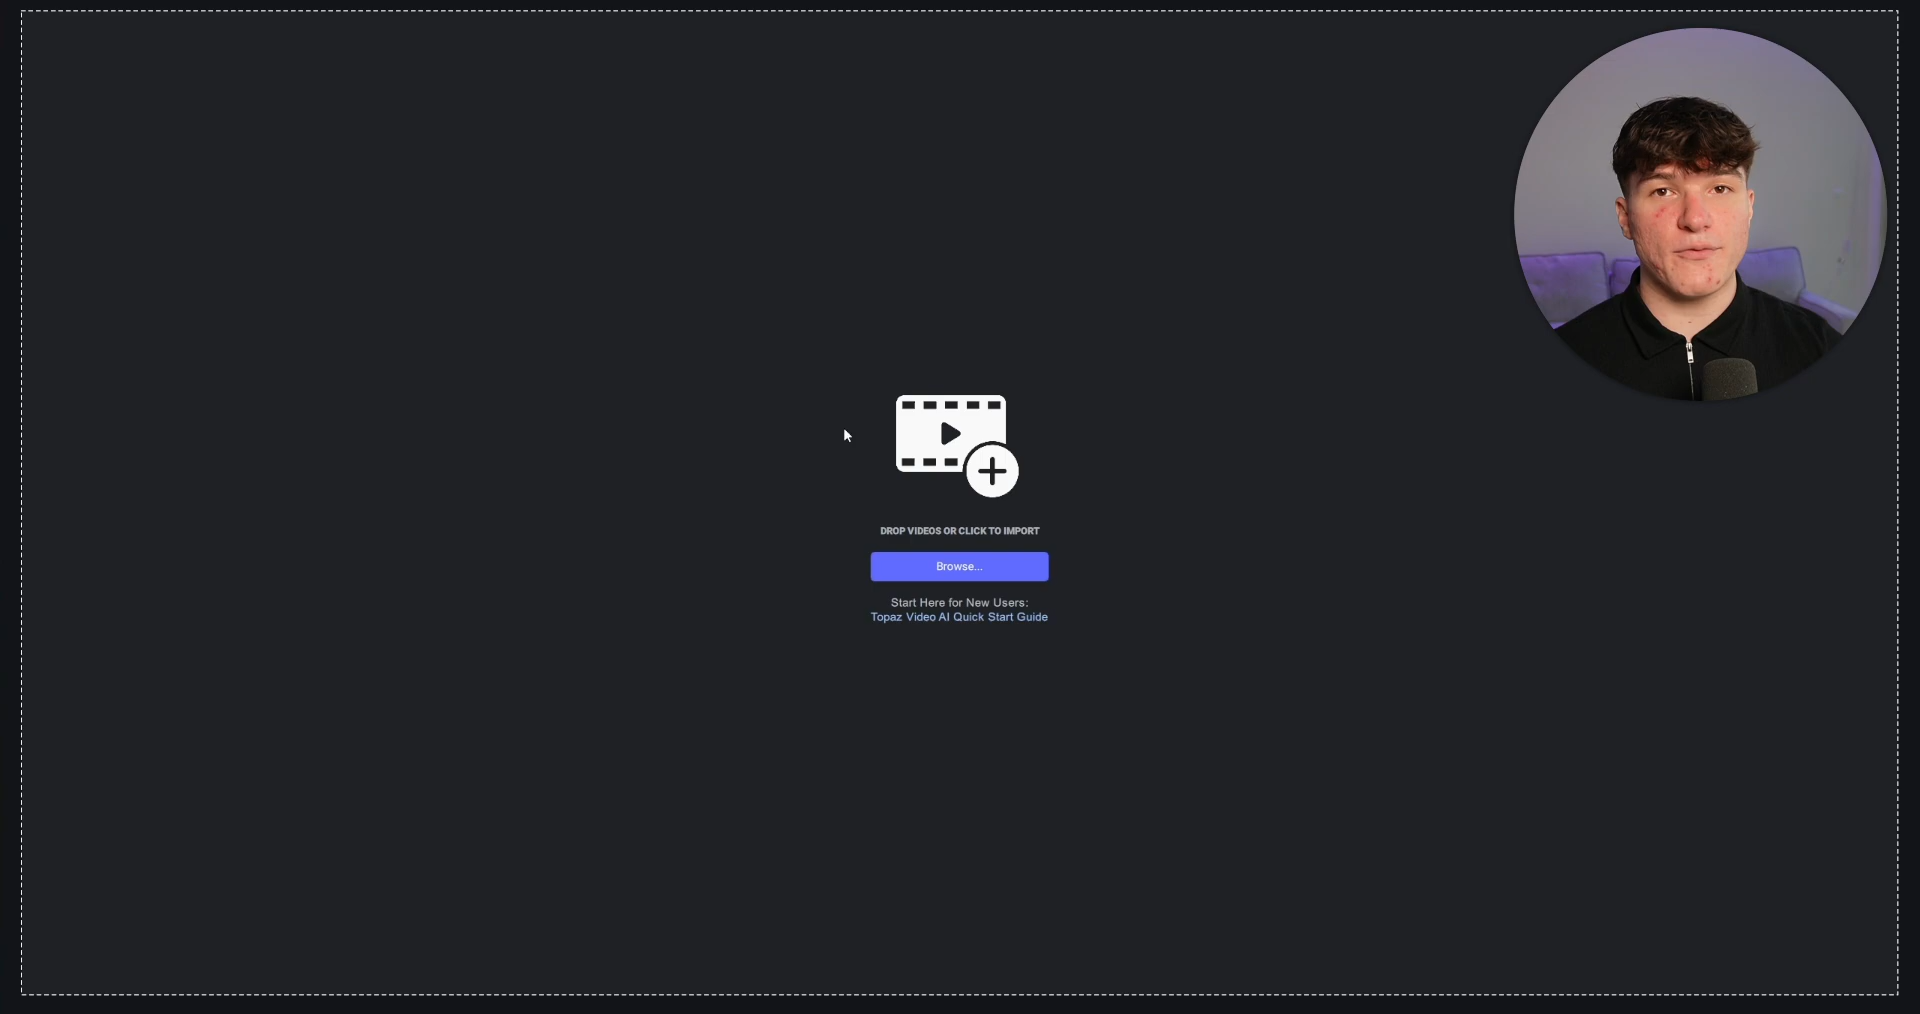 DROP VIDEOS OR CLICK TO IMPORT
Browse...
Start Here for New Users:
Topaz Video AI Quick Start Guide